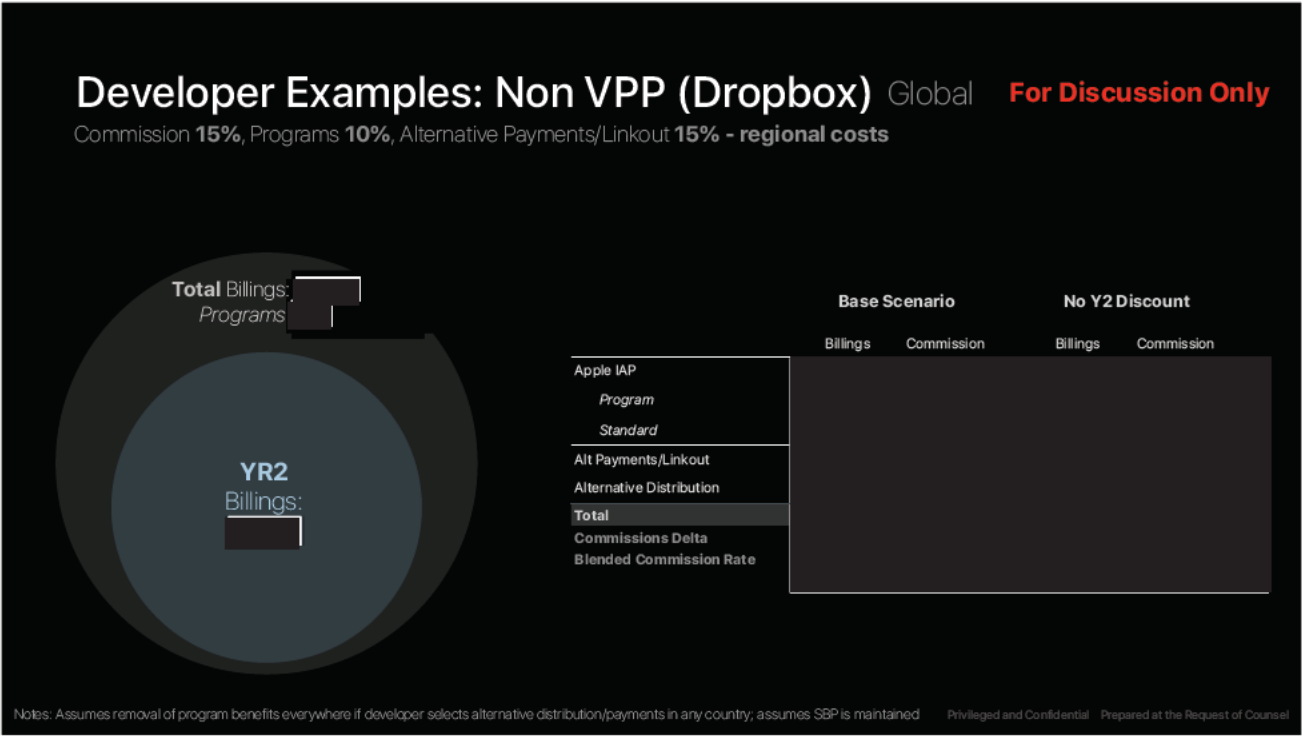 Developer Examples: Non VPP (Dropbox) Global For Discussion Only
Commission 15%, Programs 10%, Alternative Payments/Linkout 15% - regional costs
Total Billings:
Programs
YR2
Billings:
Base Scenario No Y2 Discount
Billings Commission Billings Commission
Apple IAP
Program
Standard
Alt Payments/Linkout
Alternative Distribution
Total
Commissions Delta
Blended Commission Rate
Notes: Assumes removal of program benefits everywhere if developer selects alternative distribution/payments in any country; assumes SBP is maintained
Privileged and Confidential Prepared at the Request of Counsel